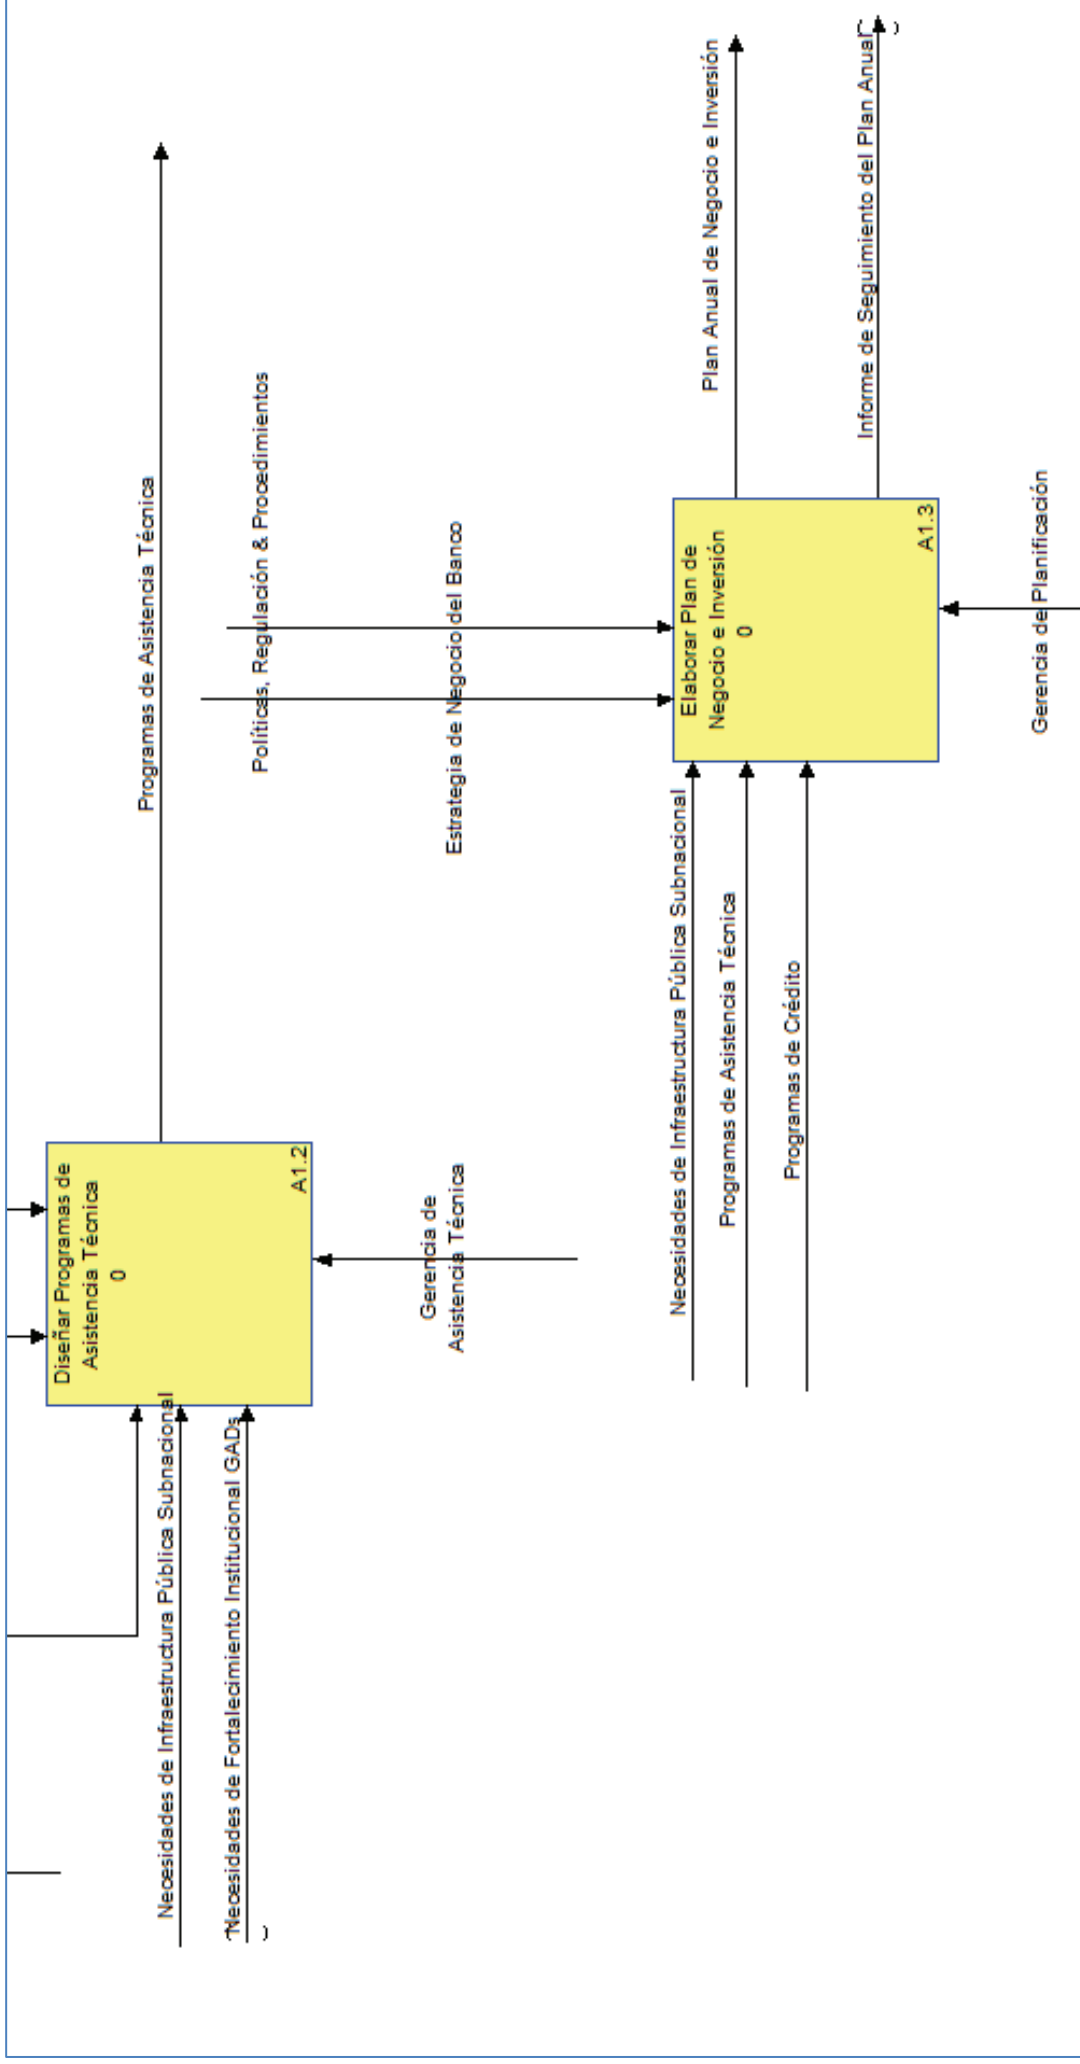 Diseñar Programas de
Asistencia Técnica
0
A1.2
Programas de Asistencia Técnica
Necesidades de Infraestructura Pública Subnacional
Necesidades de Fortalecimiento Institucional GADs
Gerencia de
Asistencia Técnica
Políticas, Regulación & Procedimientos
Estrategia de Negocio del Banco
Necesidades de Infraestructura Pública Subnacional
Programas de Asistencia Técnica
Programas de Crédito
Elaborar Plan de
Negocio e Inversión
0
A1.3
Plan Anual de Negocio e Inversión
Informe de Seguimiento del Plan Anual
Gerencia de Planificación